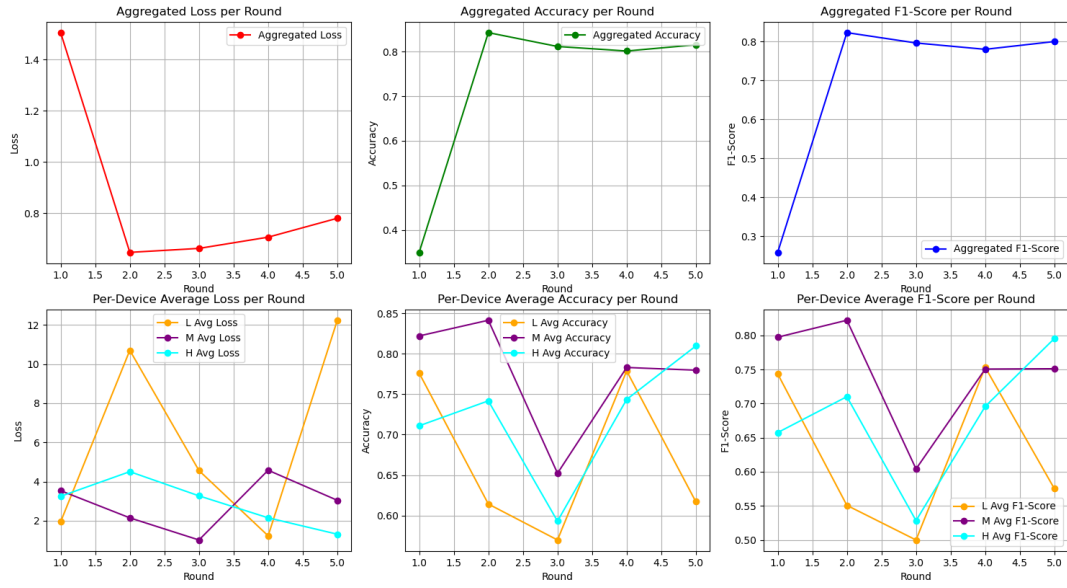 Aggregated Loss per Round
Aggregated Accuracy per Round
Aggregated F1-Score per Round
Aggregated Loss
Aggregated Accuracy
Aggregated F1-Score
Loss
1.4
1.2
1.0
0.8
Accuracy
0.8
0.7
0.6
0.5
0.4
F1-Score
0.8
0.7
0.6
0.5
0.4
0.3
1.0 1.5 2.0 2.5 3.0 3.5 4.0 4.5 5.0
1.0 1.5 2.0 2.5 3.0 3.5 4.0 4.5 5.0
1.0 1.5 2.0 2.5 3.0 3.5 4.0 4.5 5.0
Round
Round
Round
Per-Device Average Loss per Round
Per-Device Average Accuracy per Round
Per-Device Average F1-Score per Round
L Avg Loss
M Avg Loss
H Avg Loss
L Avg Accuracy
M Avg Accuracy
H Avg Accuracy
L Avg F1-Score
M Avg F1-Score
H Avg F1-Score
Loss
12
10
8
6
4
2
Accuracy
0.85
0.80
0.75
0.70
0.65
0.60
F1-Score
0.80
0.75
0.70
0.65
0.60
0.55
0.50
1.0 1.5 2.0 2.5 3.0 3.5 4.0 4.5 5.0
1.0 1.5 2.0 2.5 3.0 3.5 4.0 4.5 5.0
1.0 1.5 2.0 2.5 3.0 3.5 4.0 4.5 5.0
Round
Round
Round